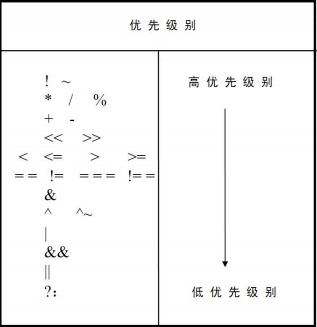 优先级别
! ~ 高优先级别
* / %
+ -
<< >>
< <= > >=
== != === !==
&
^ ^~
|
&&
||
?: 低优先级别